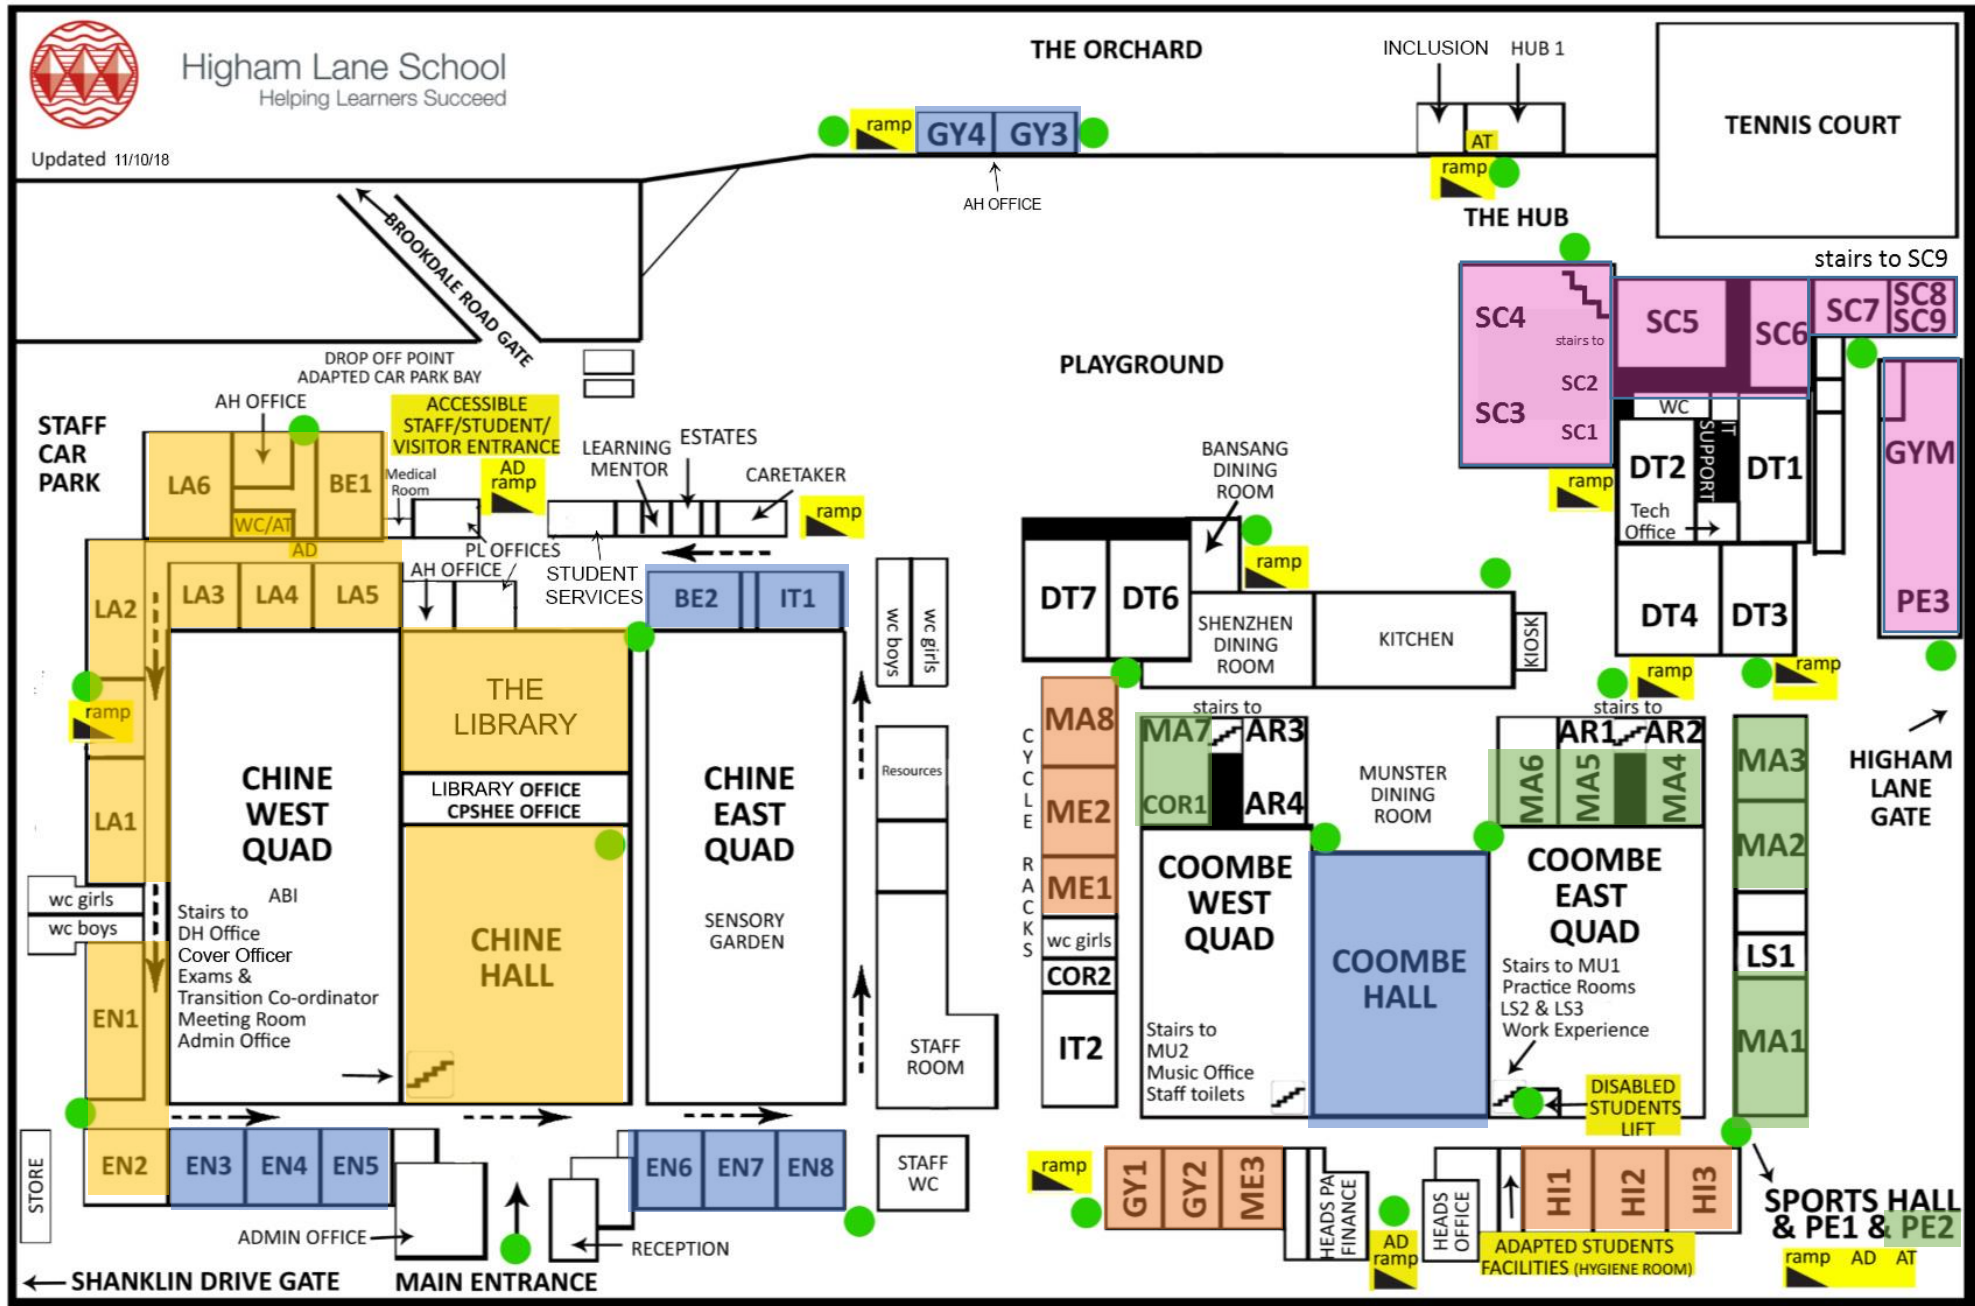 Higham Lane School
Helping Learners Succeed
Updated 11/10/18
THE ORCHARD
INCLUSION
HUB 1
TENNIS COURT
ramp
GY4
GY3
AT
ramp
AH OFFICE
THE HUB
BROOKDALE ROAD GATE
stairs to SC9
SC4
stairs to
SC2
SC3
SC1
SC5
SC6
SC7
SC8
SC9
DROP OFF POINT
ADAPTED CAR PARK BAY
PLAYGROUND
AH OFFICE
STAFF
CAR
PARK
ACCESSIBLE
STAFF/STUDENT/
VISITOR ENTRANCE
AD
ramp
LEARNING
MENTOR
ESTATES
CARETAKER
ramp
LA6
BE1
WC/AT
AD
Medical
Room
PL OFFICES
AH OFFICE
STUDENT
SERVICES
BANSANG
DINING
ROOM
ramp
WC
IT
SUPPORT
DT2
DT1
Tech
Office
GYM
PE3
ramp
LA2
LA3
LA4
LA5
BE2
IT1
wc boys
wc girls
DT7
DT6
SHENZHEN
DINING
ROOM
KITCHEN
KIOSK
DT4
DT3
ramp
ramp
ramp
THE
LIBRARY
LIBRARY OFFICE
CPSHEE OFFICE
CHINE
WEST
QUAD
CHINE
EAST
QUAD
Resources
LA1
wc girls
wc boys
ABI
Stairs to
DH Office
Cover Officer
Exams &
Transition Co-ordinator
Meeting Room
Admin Office
CHINE
HALL
SENSORY
GARDEN
EN1
STAFF
ROOM
CYCLE RACKS
MA8
ME2
ME1
wc girls
COR2
IT2
stairs to
MA7
AR3
COR1
AR4
MUNSTER
DINING
ROOM
stairs to
AR1
AR2
MA6
MA5
MA4
MA3
MA2
LS1
MA1
HIGHAM
LANE
GATE
COOMBE
WEST
QUAD
COOMBE
EAST
QUAD
COOMBE
HALL
Stairs to
MU2
Music Office
Staff toilets
Stairs to MU1
Practice Rooms
LS2 & LS3
Work Experience
DISABLED
STUDENTS
LIFT
STORE
EN2
EN3
EN4
EN5
EN6
EN7
EN8
STAFF
WC
ramp
GY1
GY2
ME3
HEADS PA
FINANCE
AD
ramp
HEADS
OFFICE
HI1
HI2
HI3
ADAPTED STUDENTS
FACILITIES (HYGIENE ROOM)
SPORTS HALL
& PE1 & PE2
ramp AD AT
ADMIN OFFICE
RECEPTION
SHANKLIN DRIVE GATE
MAIN ENTRANCE